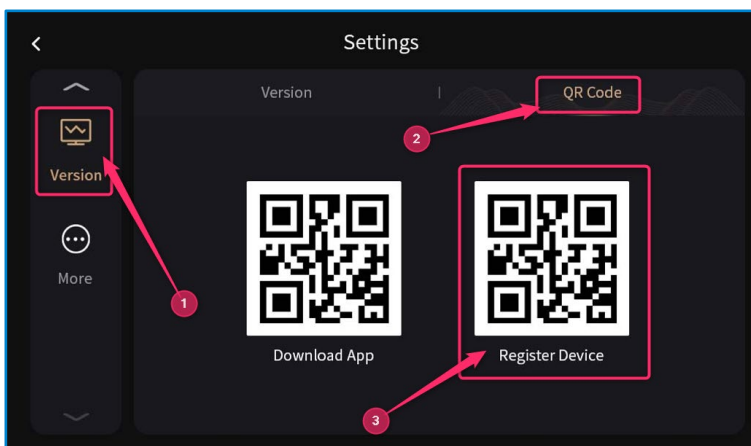 Settings
Version
QR Code
2
Version
More
1
Download App
Register Device
3